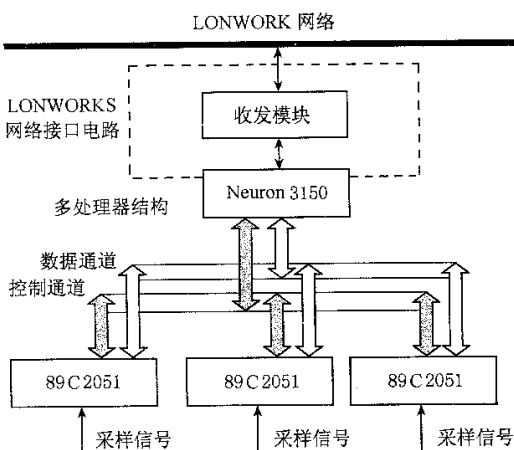 LONWORK 网络
LONWORKS
网络接口电路
收发模块
Neuron 3150
多处理器结构
数据通道
控制通道
89C2051
89C2051
89C2051
采样信号
采样信号
采样信号